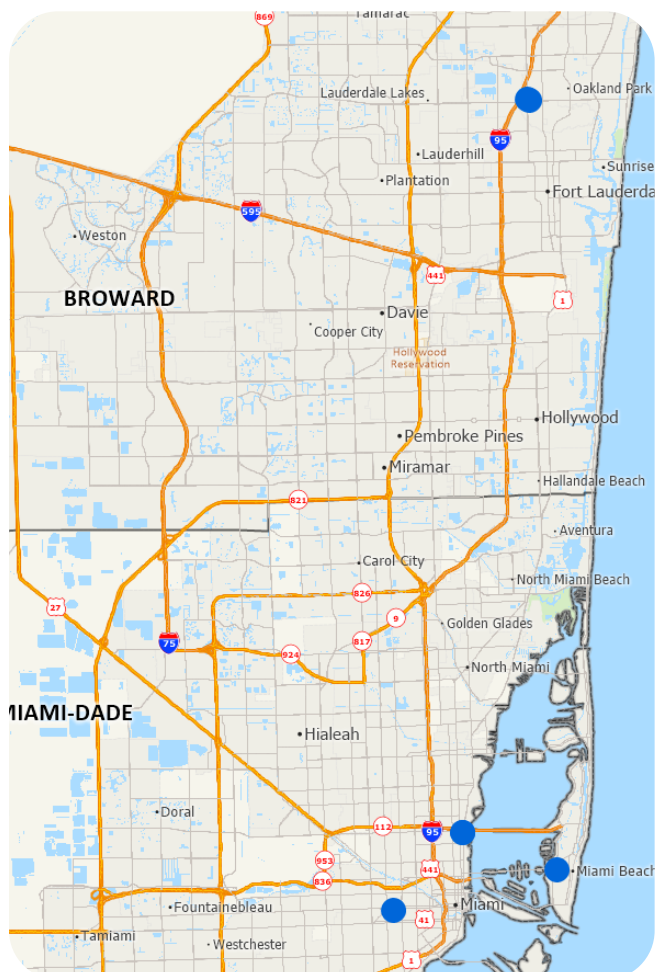 869
Tamarac
Lauderdale Lakes
Oakland Park
95
Lauderhill
Sunrise
Plantation
Fort Lauderda
595
Weston
441
BROWARD
1
Davie
Cooper City
Hollywood
Reservation
Hollywood
Pembroke Pines
Miramar
Hallandale Beach
821
Aventura
Carol City
North Miami Beach
826
27
9
Golden Glades
817
75
924
North Miami
MIAMI-DADE
Hialeah
Doral
112
95
953
441
Miami Beach
836
Fountainebleau
Miami
41
Tamiami
Westchester
1